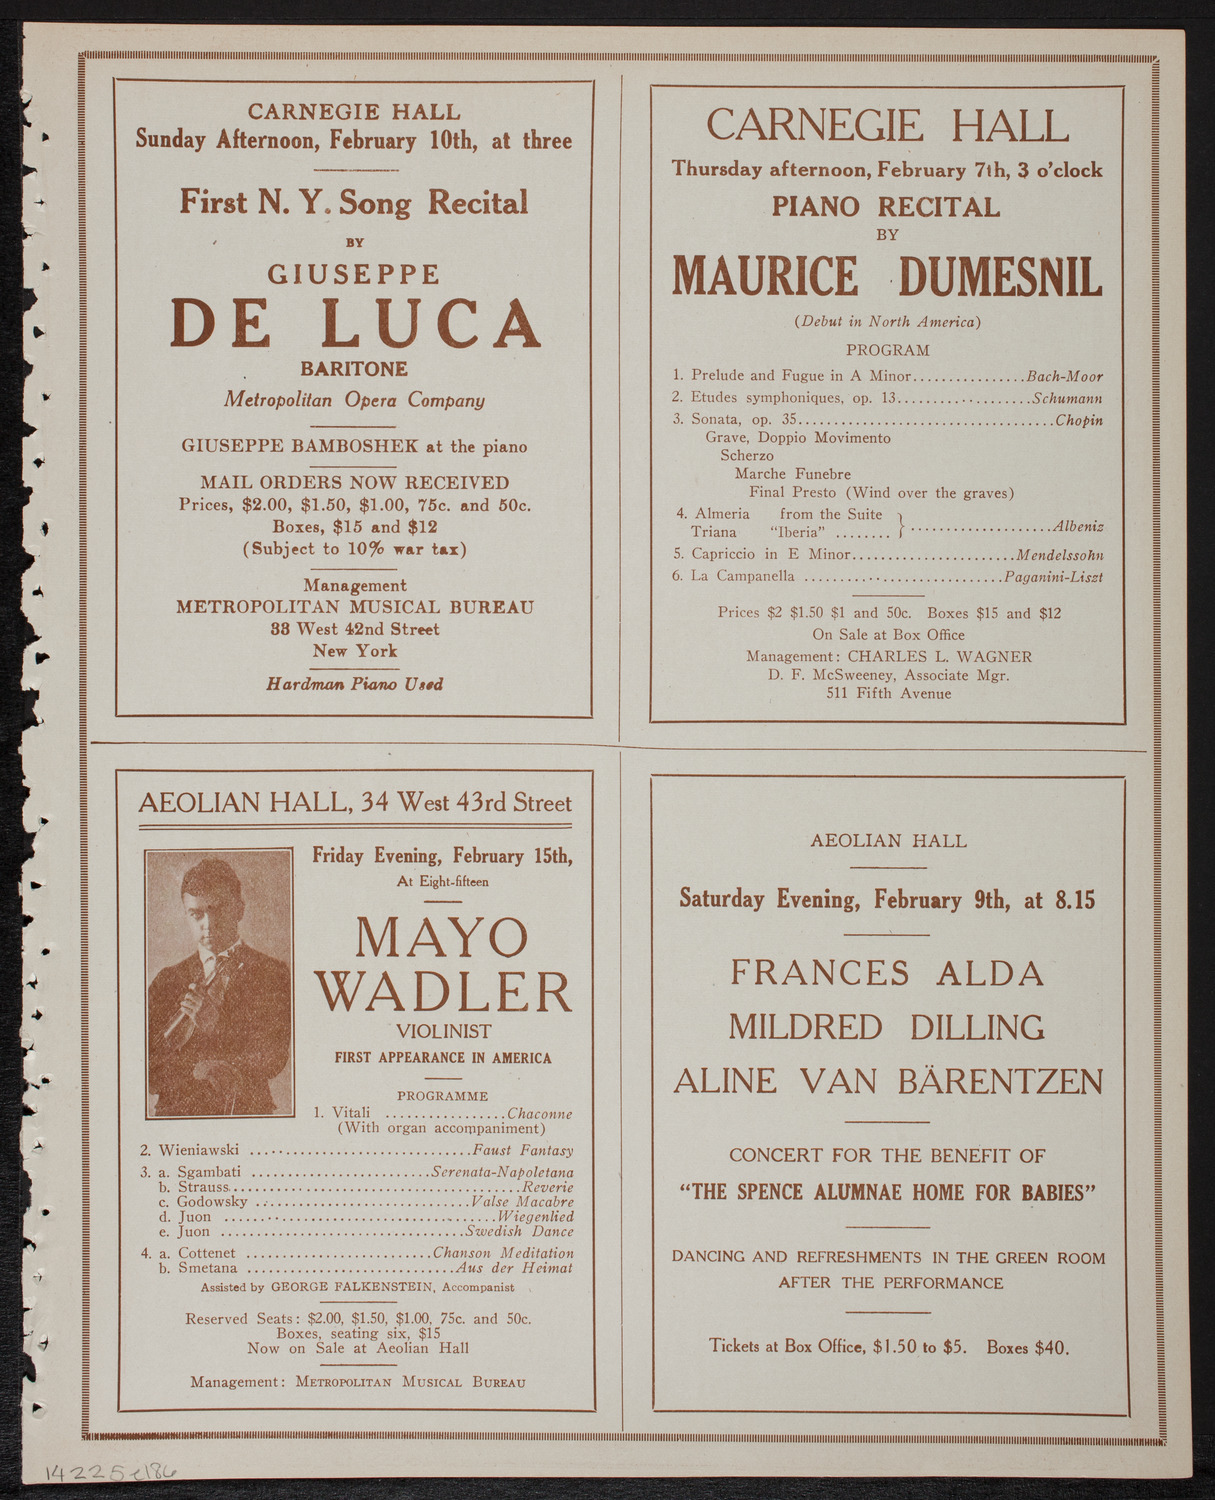 CARNEGIE HALL
Sunday Afternoon, February 10th, at three
First N. Y. Song Recital
BY
GIUSEPPE
DE LUCA
BARITONE
Metropolitan Opera Company
GIUSEPPE BAMBOSHEK at the piano
MAIL ORDERS NOW RECEIVED
Prices, $2.00, $1.50, $1.00, 75c. and 50c.
Boxes, $15 and $12
(Subject to 10% war tax)
Management
METROPOLITAN MUSICAL BUREAU
33 West 42nd Street
New York
Hardman Piano Used
CARNEGIE HALL
Thursday afternoon, February 7th, 3 o'clock
PIANO RECITAL
BY
MAURICE DUMESNIL
(Debut in North America)
PROGRAM
1. Prelude and Fugue in A Minor................Bach-Moor
2. Etudes symphoniques, op. 13...................Schumann
3. Sonata, op. 35...................................Chopin
Grave, Doppio Movimento
Scherzo
Marche Funebre
Final Presto (Wind over the graves)
4. Almeria from the Suite
Triana "Iberia" ........ } ...................Albeniz
5. Capriccio in E Minor......................Mendelssohn
6. La Campanella ...........................Paganini-Liszt
Prices $2 $1.50 $1 and 50c. Boxes $15 and $12
On Sale at Box Office
Management: CHARLES L. WAGNER
D. F. McSweeney, Associate Mgr.
511 Fifth Avenue
AEOLIAN HALL, 34 West 43rd Street
Friday Evening, February 15th,
At Eight-fifteen
MAYO
WADLER
VIOLINIST
FIRST APPEARANCE IN AMERICA
PROGRAMME
1. Vitali ................Chaconne
(With organ accompaniment)
2. Wieniawski ..............................Faust Fantasy
3. a. Sgambati ........................Serenata-Napoletana
b. Strauss........................................Reverie
c. Godowsky .............................Valse Macabre
d. Juon .....................................Wiegenlied
e. Juon .................................Swedish Dance
4. a. Cottenet .........................Chanson Meditation
b. Smetana ............................Aus der Heimat
Assisted by GEORGE FALKENSTEIN, Accompanist
Reserved Seats: $2.00, $1.50, $1.00, 75c. and 50c.
Boxes, seating six, $15
Now on Sale at Aeolian Hall
Management: METROPOLITAN MUSICAL BUREAU
AEOLIAN HALL
Saturday Evening, February 9th, at 8.15
FRANCES ALDA
MILDRED DILLING
ALINE VAN BÄRENTZEN
CONCERT FOR THE BENEFIT OF
"THE SPENCE ALUMNAE HOME FOR BABIES"
DANCING AND REFRESHMENTS IN THE GREEN ROOM
AFTER THE PERFORMANCE
Tickets at Box Office, $1.50 to $5. Boxes $40.
14225e186